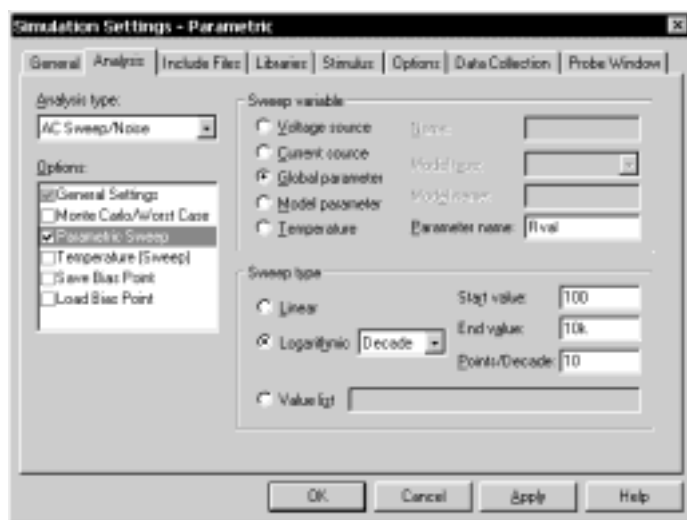 Simulation Settings - Parametric
General Analysis Include Files Libraries Stimulus Options Data Collection Probe Window
Analysis type:
AC Sweep/Noise
Options:
General Settings
Monte Carlo/Worst Case
Parametric Sweep
Temperature (Sweep)
Save Bias Point
Load Bias Point
Sweep variable
Voltage source
Name:
Current source
Model type:
Global parameter
Model name:
Model parameter
Temperature
Parameter name: Rval
Sweep type
Linear
Logarithmic Decade
Start value: 100
End value: 10k
Points/Decade: 10
Value list
OK Cancel Apply Help